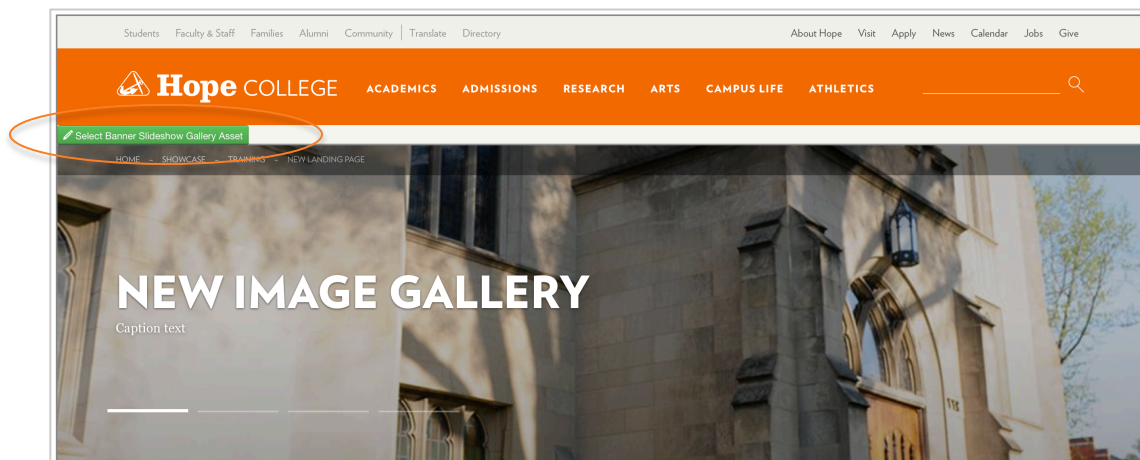 Students Faculty & Staff Families Alumni Community Translate Directory About Hope Visit Apply News Calendar Jobs Give
Hope COLLEGE ACADEMICS ADMISSIONS RESEARCH ARTS CAMPUS LIFE ATHLETICS
Select Banner Slideshow Gallery Asset
HOME – SHOWCASE – TRAINING – NEW LANDING PAGE
NEW IMAGE GALLERY
Caption text
115